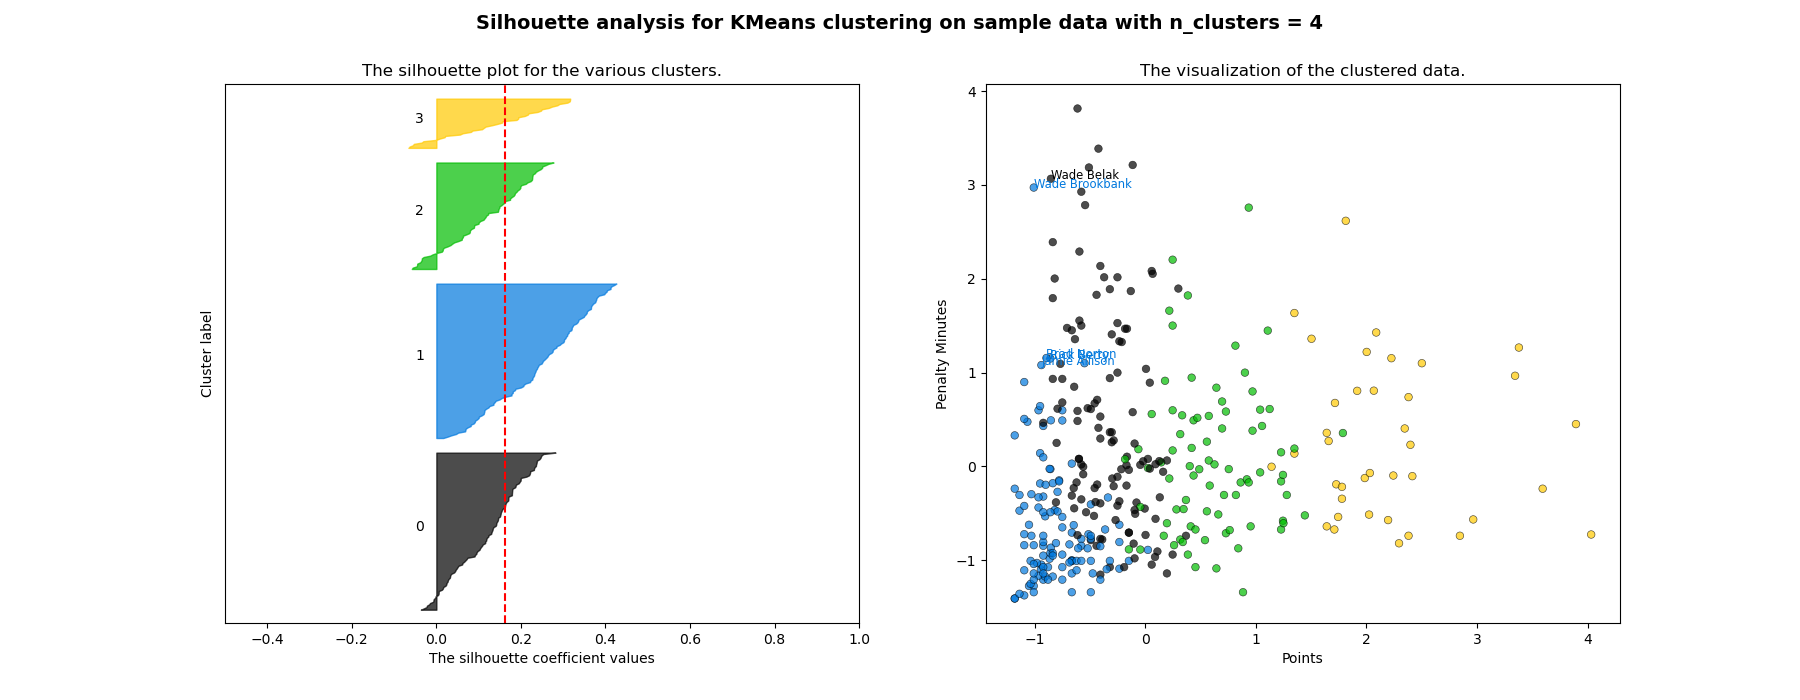 Silhouette analysis for KMeans clustering on sample data with n_clusters = 4
The silhouette plot for the various clusters.
3
2
1
0
Cluster label
−0.4
−0.2
0.0
0.2
0.4
0.6
0.8
1.0
The silhouette coefficient values
The visualization of the clustered data.
4
3
2
1
0
−1
Penalty Minutes
Wade Belak
Wade Brookbank
−1
0
1
2
3
4
Points